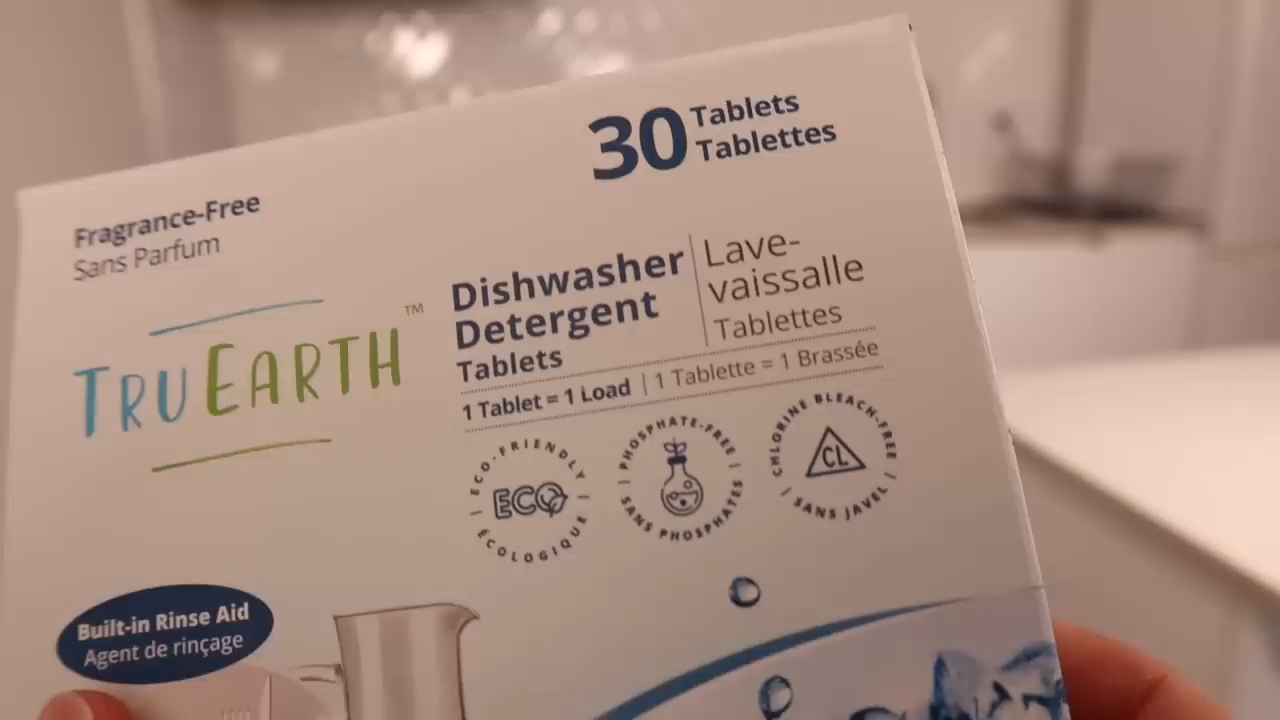 30 Tablets
Tablettes
Fragrance-Free
Sans Parfum
TRUEARTH™
Dishwasher
Detergent
Tablets
Lave-
vaissalle
Tablettes
1 Tablet = 1 Load | 1 Tablette = 1 Brassée
ECO-FRIENDLY
ECO
ÉCOLOGIQUE
PHOSPHATE-FREE
SANS PHOSPHATES
CHLORINE BLEACH-FREE
CL
SANS JAVEL
Built-in Rinse Aid
Agent de rinçage